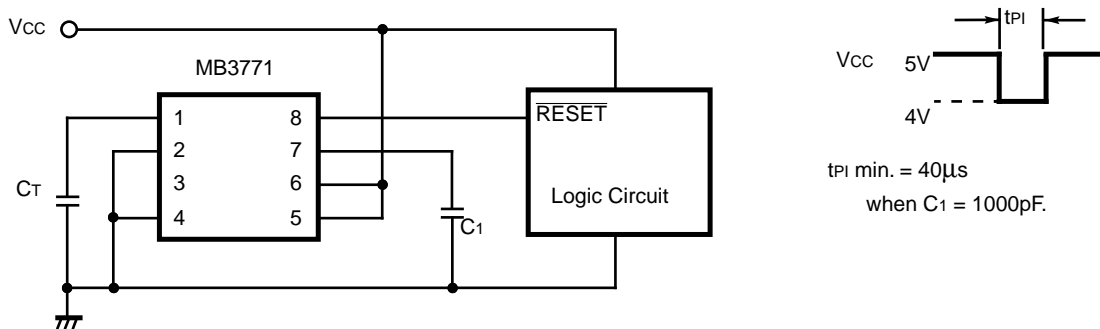 VCC
MB3771
1 8
2 7
3 6
4 5
CT
C1
RESET
Logic Circuit
tPI
VCC 5V
4V
tPI min. = 40μs
when C1 = 1000pF.